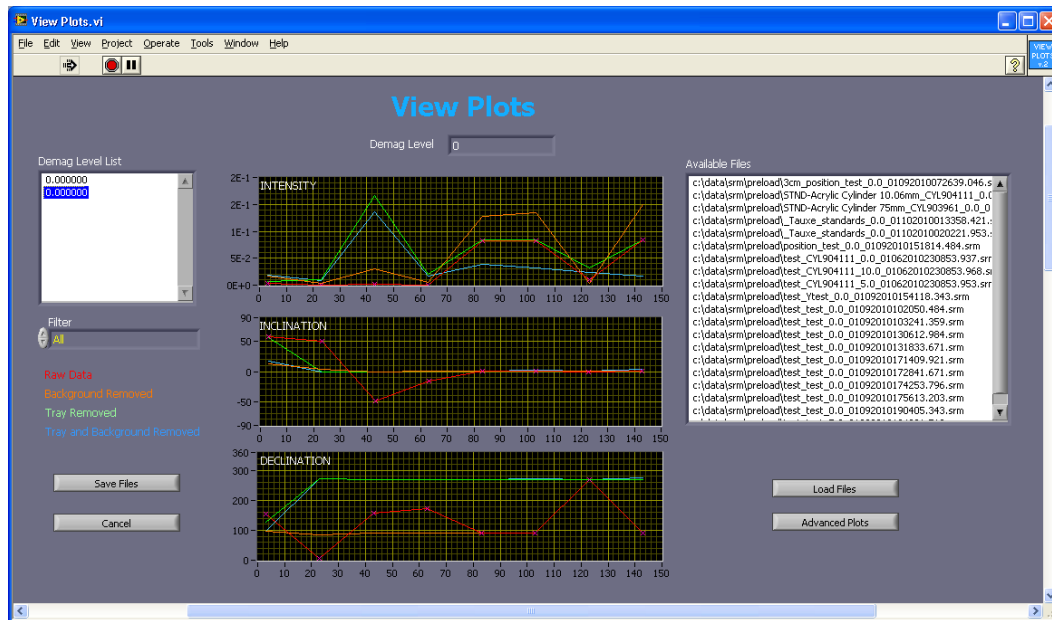 View Plots.vi
File Edit View Project Operate Tools Window Help
VIEW
PLOTS
v.2
View Plots
Demag Level 0
Demag Level List
0.000000
0.000000
Filter
All
Raw Data
Background Removed
Tray Removed
Tray and Background Removed
Save Files
Cancel
INTENSITY
2E-1
2E-1
1E-1
5E-2
0E+0
0 10 20 30 40 50 60 70 80 90 100 110 120 130 140 150
INCLINATION
90
50
0
-50
-90
0 10 20 30 40 50 60 70 80 90 100 110 120 130 140 150
DECLINATION
360
300
200
100
0
0 10 20 30 40 50 60 70 80 90 100 110 120 130 140 150
Available Files
c:\data\srm\preload\3cm_position_test_0.0_01092010072639.046.s
c:\data\srm\preload\STND-Acrylic Cylinder 10.06mm_CYL904111_0.0
c:\data\srm\preload\STND-Acrylic Cylinder 75mm_CYL903961_0.0_0
c:\data\srm\preload\_Tauxe_standards_0.0_01102010013358.421.
c:\data\srm\preload\_Tauxe_standards_0.0_01102010020221.953.
c:\data\srm\preload\position_test_0.0_01092010151814.484.srm
c:\data\srm\preload\test_CYL904111_0.0_01062010230853.937.srm
c:\data\srm\preload\test_CYL904111_10.0_01062010230853.968.sr
c:\data\srm\preload\test_CYL904111_5.0_01062010230853.953.srm
c:\data\srm\preload\test_Ytest_0.0_01092010154118.343.srm
c:\data\srm\preload\test_test_0.0_01092010102050.484.srm
c:\data\srm\preload\test_test_0.0_01092010103241.359.srm
c:\data\srm\preload\test_test_0.0_01092010130612.984.srm
c:\data\srm\preload\test_test_0.0_01092010131833.671.srm
c:\data\srm\preload\test_test_0.0_01092010171409.921.srm
c:\data\srm\preload\test_test_0.0_01092010172841.671.srm
c:\data\srm\preload\test_test_0.0_01092010174253.796.srm
c:\data\srm\preload\test_test_0.0_01092010175613.203.srm
c:\data\srm\preload\test_test_0.0_01092010190405.343.srm
Load Files
Advanced Plots